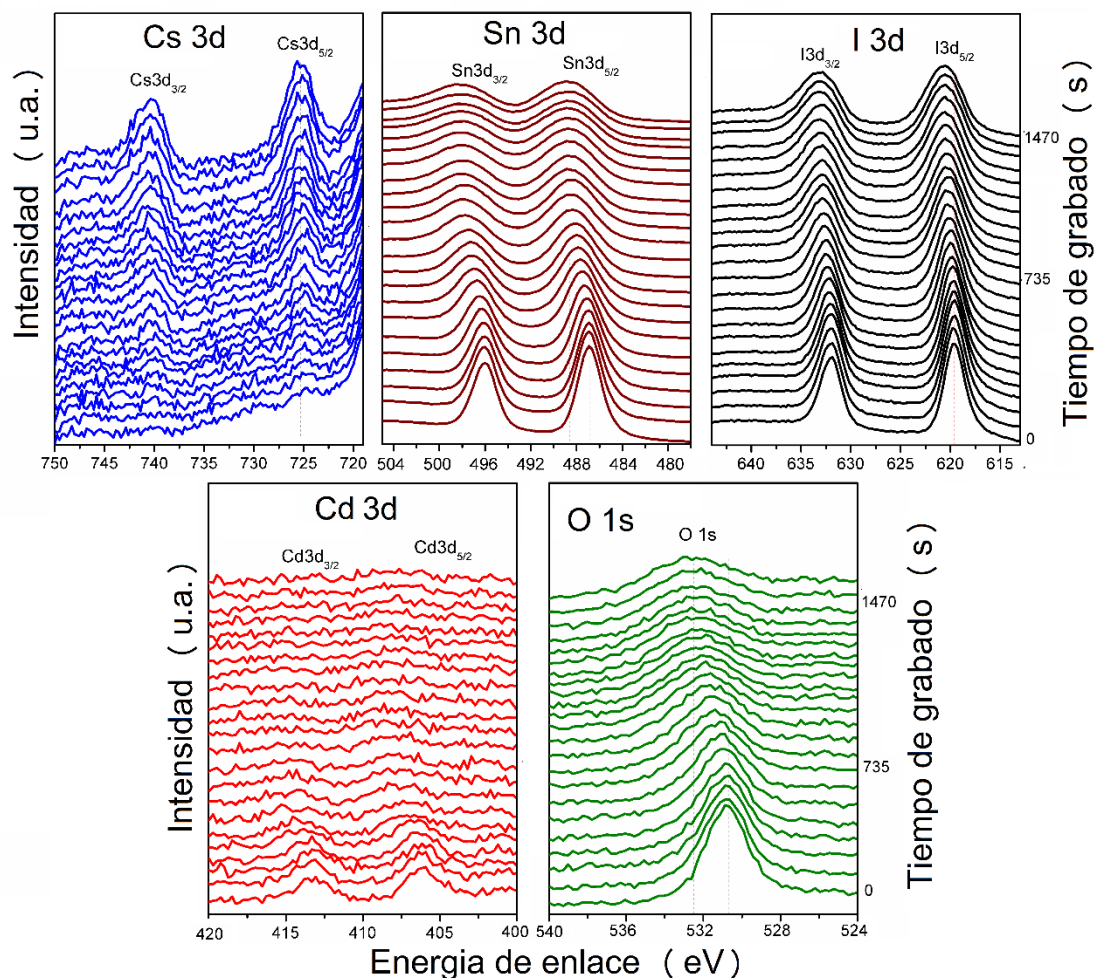 Cs 3d
Sn 3d
I 3d
Cs3d3/2
Cs3d5/2
Sn3d3/2
Sn3d5/2
I3d3/2
I3d5/2
Intensidad ( u.a. )
1470
735
0
Tiempo de grabado ( s )
750 745 740 735 730 725 720
504 500 496 492 488 484 480
640 635 630 625 620 615
Cd 3d
O 1s
Cd3d3/2
Cd3d5/2
O 1s
Intensidad ( u.a. )
1470
735
0
Tiempo de grabado ( s )
420 415 410 405 400
540 536 532 528 524
Energia de enlace ( eV )